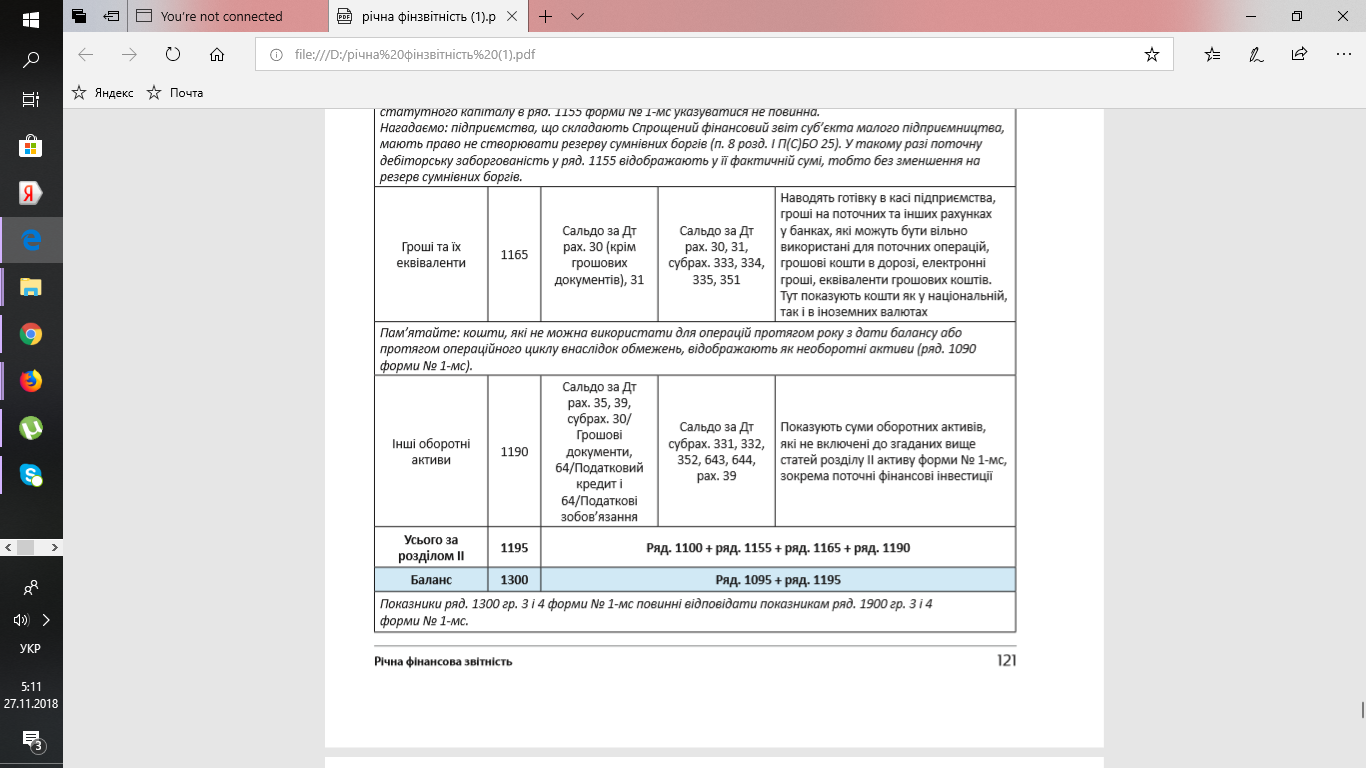 You're not connected
річна фінзвітність (1).p
file:///D:/річна%20фінзвітність%20(1).pdf
Яндекс
Почта
статутного капіталу в ряд. 1155 форми № 1-мс указуватися не повинна.
Нагадаємо: підприємства, що складають Спрощений фінансовий звіт суб'єкта малого підприємництва,
мають право не створювати резерву сумнівних боргів (п. 8 розд. І П(С)БО 25). У такому разі поточну
дебіторську заборгованість у ряд. 1155 відображають у її фактичній сумі, тобто без зменшення на
резерв сумнівних боргів.
Гроші та їх
еквіваленти
1165
Сальдо за Дт
рах. 30 (крім
грошових
документів), 31
Сальдо за Дт
рах. 30, 31,
субрах. 333, 334,
335, 351
Наводять готівку в касі підприємства,
гроші на поточних та інших рахунках
у банках, які можуть бути вільно
використані для поточних операцій,
грошові кошти в дорозі, електронні
гроші, еквіваленти грошових коштів.
Тут показують кошти як у національній,
так і в іноземних валютах
Пам'ятайте: кошти, які не можна використати для операцій протягом року з дати балансу або
протягом операційного циклу внаслідок обмежень, відображають як необоротні активи (ряд. 1090
форми № 1-мс).
Інші оборотні
активи
1190
Сальдо за Дт
рах. 35, 39,
субрах. 30/
Грошові
документи,
64/Податковий
кредит і
64/Податкові
зобов'язання
Сальдо за Дт
субрах. 331, 332,
352, 643, 644,
рах. 39
Показують суми оборотних активів,
які не включені до згаданих вище
статей розділу ІІ активу форми № 1-мс,
зокрема поточні фінансові інвестиції
Усього за
розділом ІІ
1195
Ряд. 1100 + ряд. 1155 + ряд. 1165 + ряд. 1190
Баланс
1300
Ряд. 1095 + ряд. 1195
Показники ряд. 1300 гр. 3 і 4 форми № 1-мс повинні відповідати показникам ряд. 1900 гр. 3 і 4
форми № 1-мс.
Річна фінансова звітність
121
УКР
5:11
27.11.2018
3